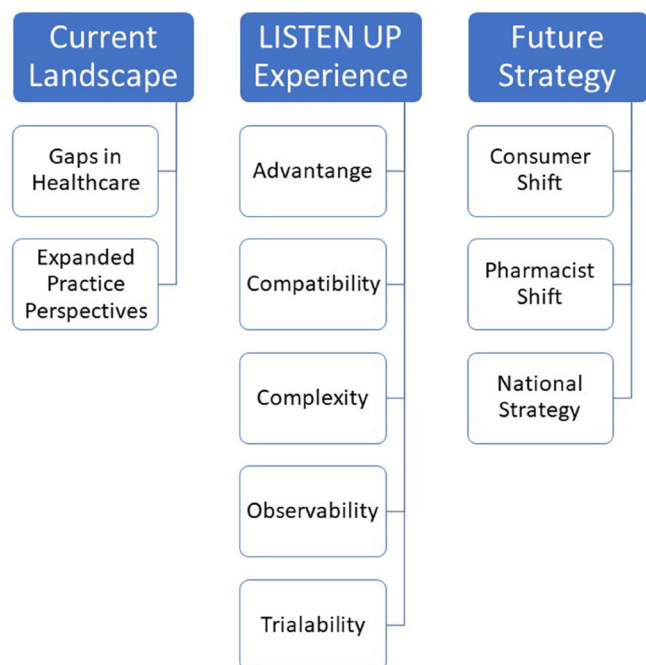 Current
Landscape
Gaps in
Healthcare
Expanded
Practice
Perspectives
LISTEN UP
Experience
Advantange
Compatibility
Complexity
Observability
Trialability
Future
Strategy
Consumer
Shift
Pharmacist
Shift
National
Strategy